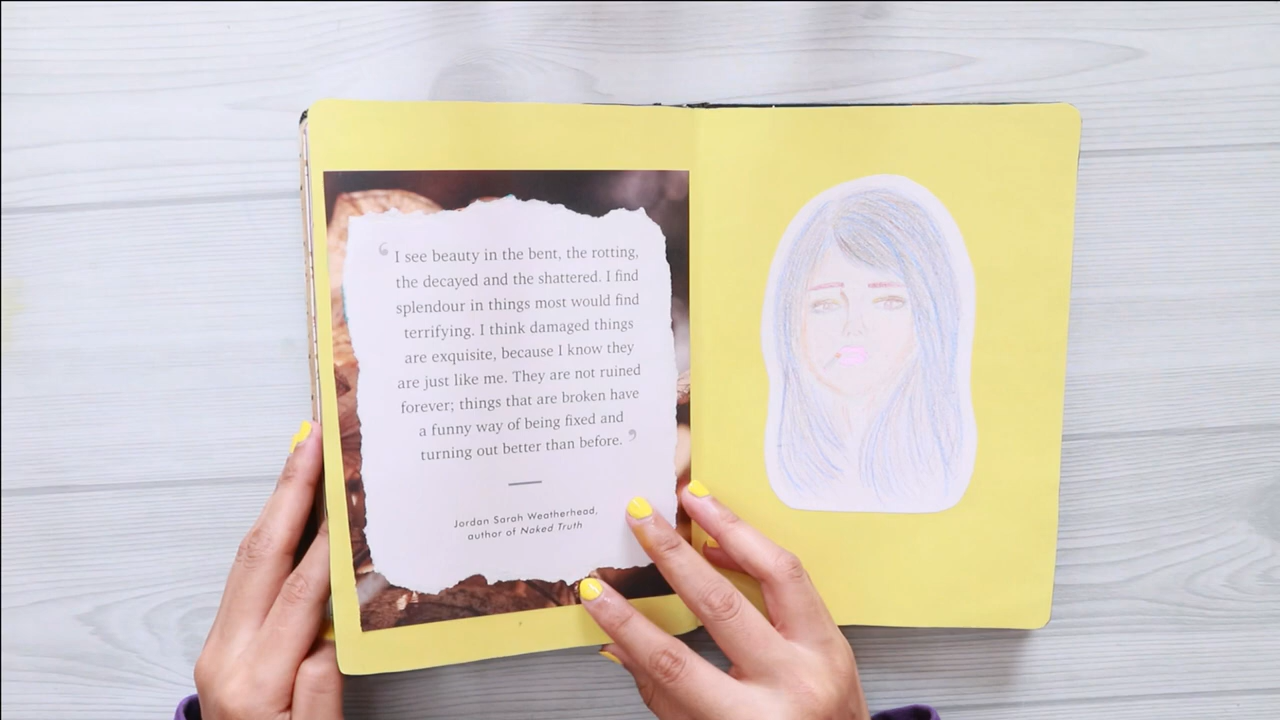 ‘ I see beauty in the bent, the rotting,
the decayed and the shattered. I find
splendour in things most would find
terrifying. I think damaged things
are exquisite, because I know they
are just like me. They are not ruined
forever; things that are broken have
a funny way of being fixed and
turning out better than before. ’
Jordan Sarah Weatherhead,
author of Naked Truth